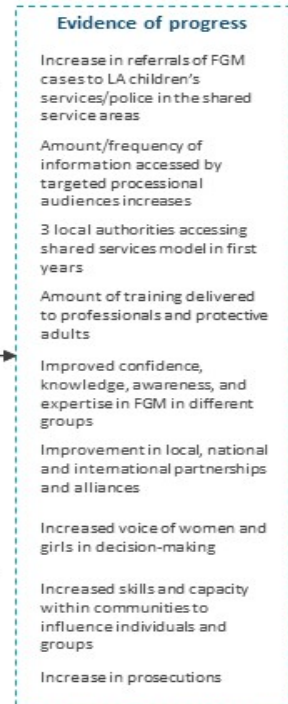 Evidence of progress
Increase in referrals of FGM
cases to LA children's
services/police in the shared
service areas
Amount/frequency of
information accessed by
targeted processional
audiences increases
3 local authorities accessing
shared services model in first
years
Amount of training delivered
to professionals and protective
adults
Improved confidence,
knowledge, awareness, and
expertise in FGM in different
groups
Improvement in local, national
and international partnerships
and alliances
Increased voice of women and
girls in decision-making
Increased skills and capacity
within communities to
influence individuals and
groups
Increase in prosecutions